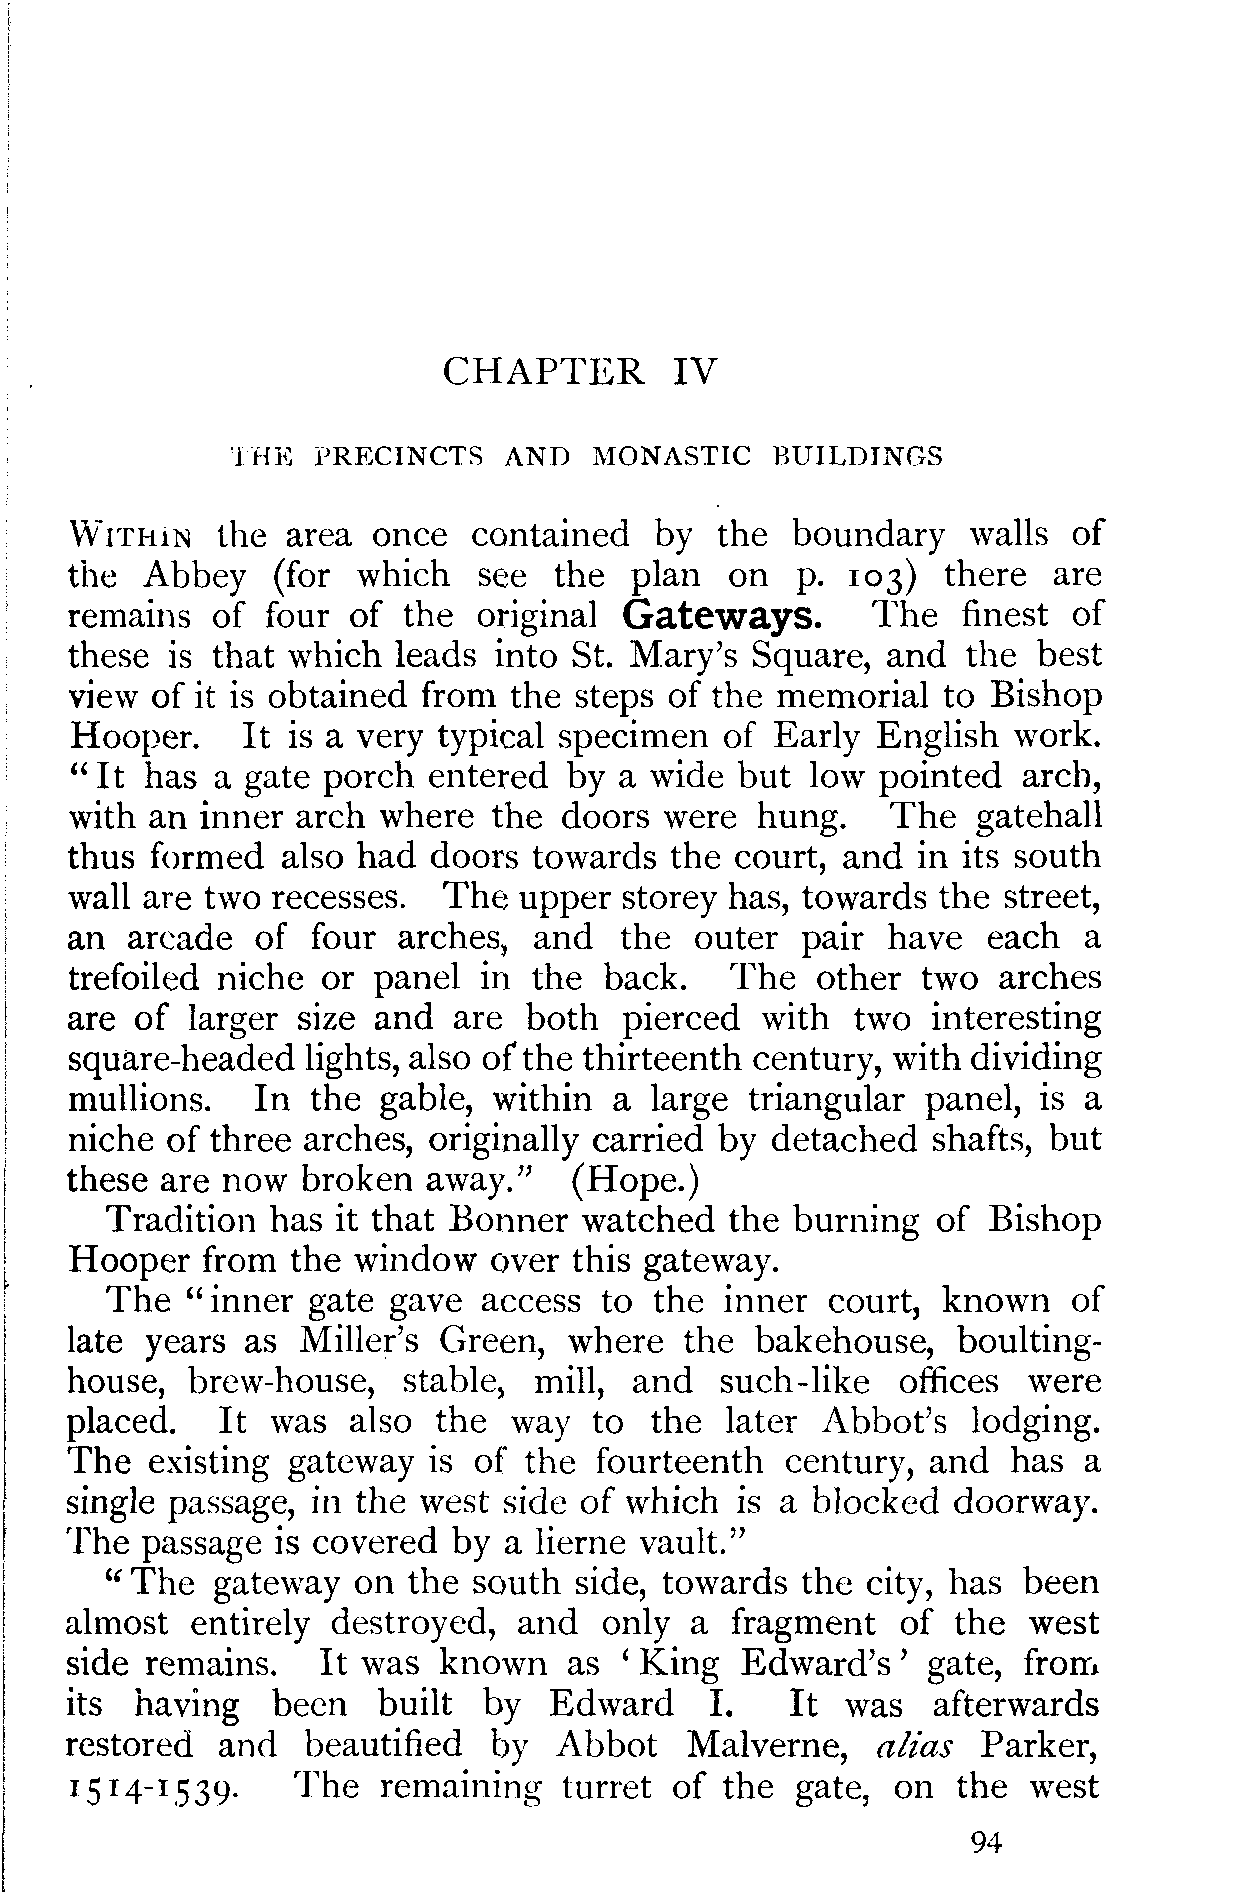 CHAPTER IV
THE PRECINCTS AND MONASTIC BUILDINGS
WITHIN the area once contained by the boundary walls of
the Abbey (for which see the plan on p. 103) there are
remains of four of the original Gateways. The finest of
these is that which leads into St. Mary's Square, and the best
view of it is obtained from the steps of the memorial to Bishop
Hooper. It is a very typical specimen of Early English work.
"It has a gate porch entered by a wide but low pointed arch,
with an inner arch where the doors were hung. The gatehall
thus formed also had doors towards the court, and in its south
wall are two recesses. The upper storey has, towards the street,
an arcade of four arches, and the outer pair have each a
trefoiled niche or panel in the back. The other two arches
are of larger size and are both pierced with two interesting
square-headed lights, also of the thirteenth century, with dividing
mullions. In the gable, within a large triangular panel, is a
niche of three arches, originally carried by detached shafts, but
these are now broken away." (Hope.)
Tradition has it that Bonner watched the burning of Bishop
Hooper from the window over this gateway.
The "inner gate gave access to the inner court, known of
late years as Miller's Green, where the bakehouse, boulting-
house, brew-house, stable, mill, and such-like offices were
placed. It was also the way to the later Abbot's lodging.
The existing gateway is of the fourteenth century, and has a
single passage, in the west side of which is a blocked doorway.
The passage is covered by a lierne vault."
"The gateway on the south side, towards the city, has been
almost entirely destroyed, and only a fragment of the west
side remains. It was known as 'King Edward's' gate, from
its having been built by Edward I. It was afterwards
restored and beautified by Abbot Malverne, alias Parker,
1514-1539. The remaining turret of the gate, on the west
94